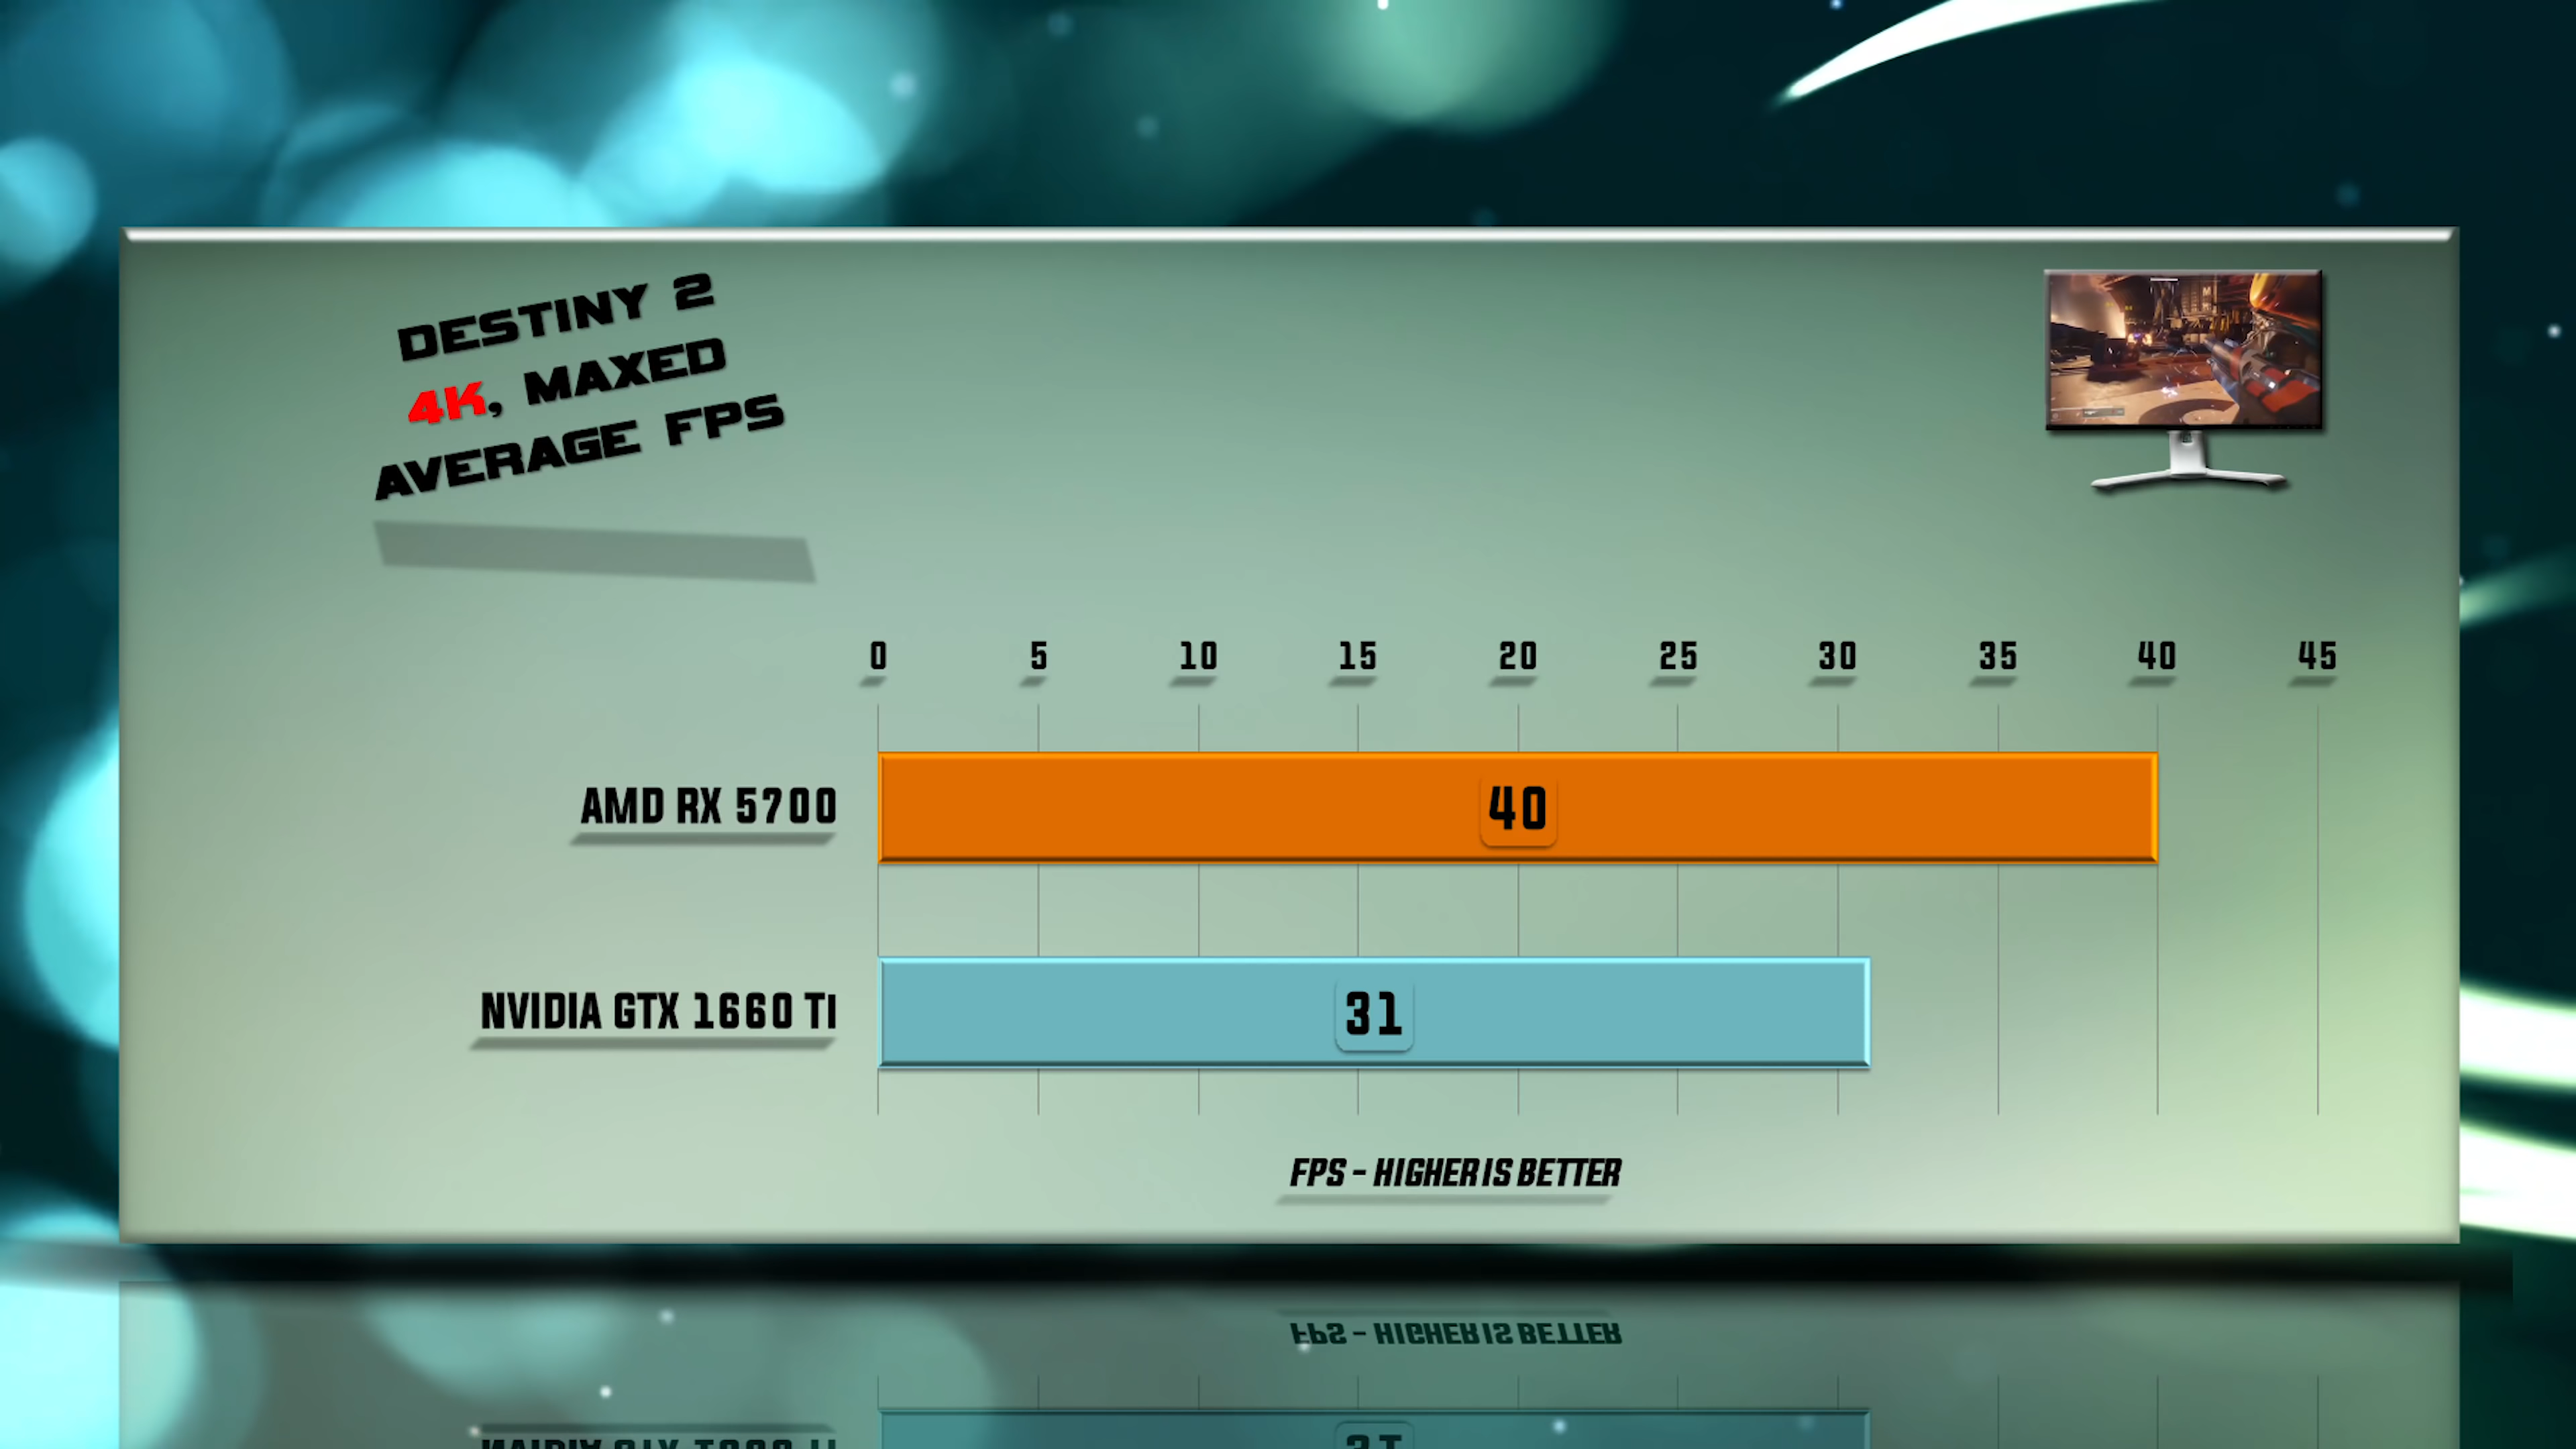 DESTINY 2
4K, MAXED
AVERAGE FPS
0 5 10 15 20 25 30 35 40 45
AMD RX 5700 40
NVIDIA GTX 1660 TI 31
FPS - HIGHER IS BETTER